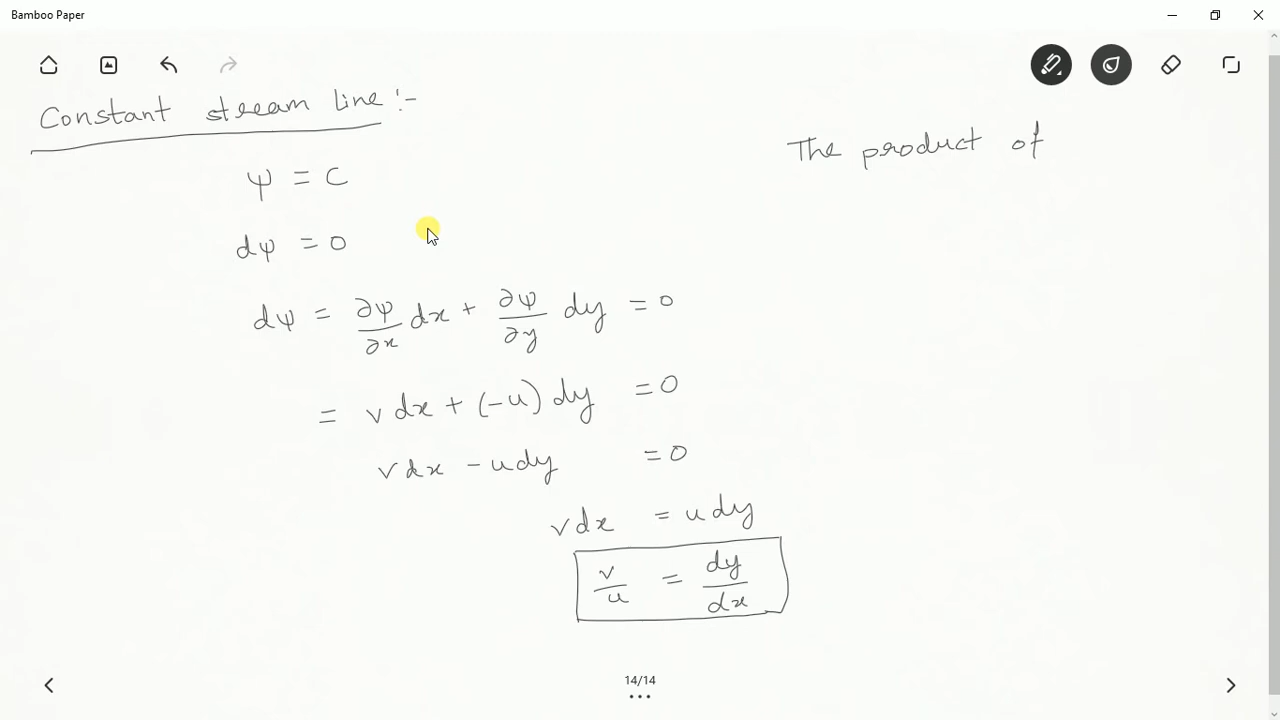 Bamboo Paper
Constant stream line :-
The product of
ψ = C
dψ = 0
dψ = ∂ψ/∂x dx + ∂ψ/∂y dy = 0
= v dx + (-u) dy = 0
v dx - u dy = 0
v dx = u dy
v/u = dy/dx
14/14